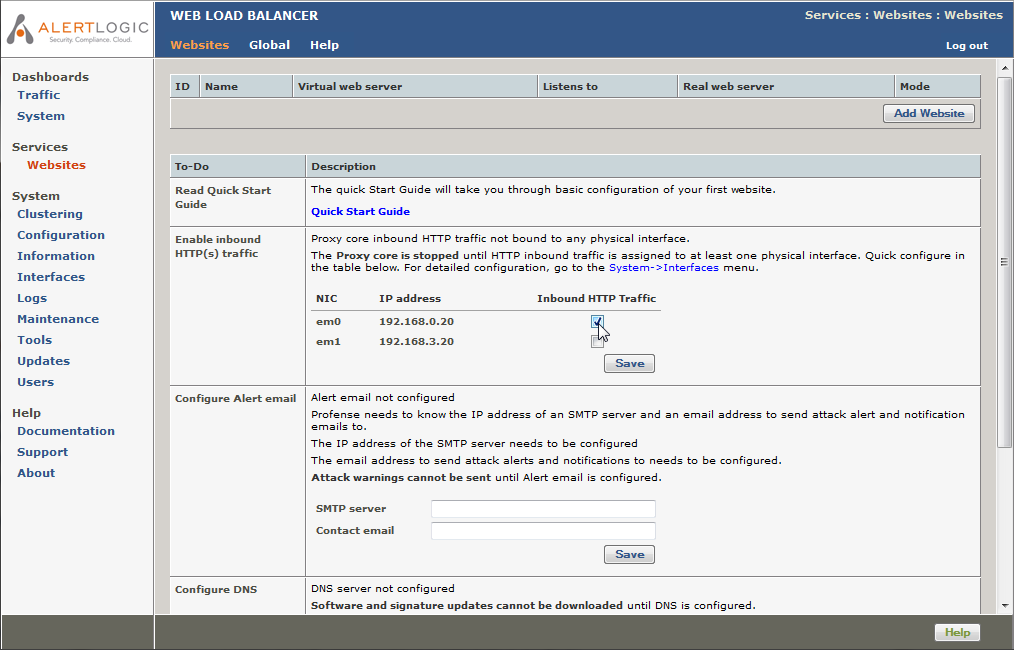 ALERTLOGIC
Security. Compliance. Cloud.
WEB LOAD BALANCER
Services : Websites : Websites
Websites Global Help
Log out
Dashboards
Traffic
System
Services
Websites
System
Clustering
Configuration
Information
Interfaces
Logs
Maintenance
Tools
Updates
Users
Help
Documentation
Support
About
ID Name Virtual web server Listens to Real web server Mode
Add Website
To-Do Description
Read Quick Start
Guide
The quick Start Guide will take you through basic configuration of your first website.
Quick Start Guide
Enable inbound
HTTP(s) traffic
Proxy core inbound HTTP traffic not bound to any physical interface.
The Proxy core is stopped until HTTP inbound traffic is assigned to at least one physical interface. Quick configure in
the table below. For detailed configuration, go to the System->Interfaces menu.
NIC IP address Inbound HTTP Traffic
em0 192.168.0.20
em1 192.168.3.20
Save
Configure Alert email
Alert email not configured
Profense needs to know the IP address of an SMTP server and an email address to send attack alert and notification
emails to.
The IP address of the SMTP server needs to be configured
The email address to send attack alerts and notifications to needs to be configured.
Attack warnings cannot be sent until Alert email is configured.
SMTP server
Contact email
Save
Configure DNS
DNS server not configured
Software and signature updates cannot be downloaded until DNS is configured.
Help